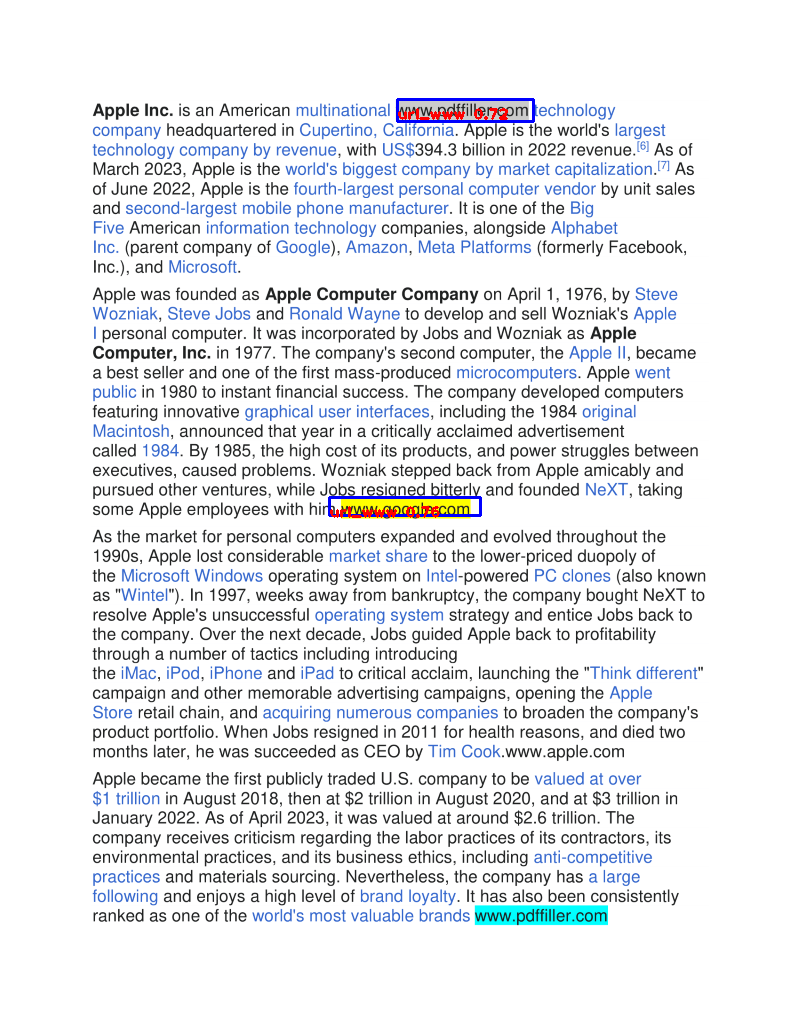 Apple Inc. is an American multinational www.pdffiller.com technology
company headquartered in Cupertino, California. Apple is the world's largest
technology company by revenue, with US$394.3 billion in 2022 revenue.[6] As of
March 2023, Apple is the world's biggest company by market capitalization.[7] As
of June 2022, Apple is the fourth-largest personal computer vendor by unit sales
and second-largest mobile phone manufacturer. It is one of the Big
Five American information technology companies, alongside Alphabet
Inc. (parent company of Google), Amazon, Meta Platforms (formerly Facebook,
Inc.), and Microsoft.
Apple was founded as Apple Computer Company on April 1, 1976, by Steve
Wozniak, Steve Jobs and Ronald Wayne to develop and sell Wozniak's Apple
I personal computer. It was incorporated by Jobs and Wozniak as Apple
Computer, Inc. in 1977. The company's second computer, the Apple II, became
a best seller and one of the first mass-produced microcomputers. Apple went
public in 1980 to instant financial success. The company developed computers
featuring innovative graphical user interfaces, including the 1984 original
Macintosh, announced that year in a critically acclaimed advertisement
called 1984. By 1985, the high cost of its products, and power struggles between
executives, caused problems. Wozniak stepped back from Apple amicably and
pursued other ventures, while Jobs resigned bitterly and founded NeXT, taking
some Apple employees with him. www.google.com
As the market for personal computers expanded and evolved throughout the
1990s, Apple lost considerable market share to the lower-priced duopoly of
the Microsoft Windows operating system on Intel-powered PC clones (also known
as "Wintel"). In 1997, weeks away from bankruptcy, the company bought NeXT to
resolve Apple's unsuccessful operating system strategy and entice Jobs back to
the company. Over the next decade, Jobs guided Apple back to profitability
through a number of tactics including introducing
the iMac, iPod, iPhone and iPad to critical acclaim, launching the "Think different"
campaign and other memorable advertising campaigns, opening the Apple
Store retail chain, and acquiring numerous companies to broaden the company's
product portfolio. When Jobs resigned in 2011 for health reasons, and died two
months later, he was succeeded as CEO by Tim Cook.www.apple.com
Apple became the first publicly traded U.S. company to be valued at over
$1 trillion in August 2018, then at $2 trillion in August 2020, and at $3 trillion in
January 2022. As of April 2023, it was valued at around $2.6 trillion. The
company receives criticism regarding the labor practices of its contractors, its
environmental practices, and its business ethics, including anti-competitive
practices and materials sourcing. Nevertheless, the company has a large
following and enjoys a high level of brand loyalty. It has also been consistently
ranked as one of the world's most valuable brands www.pdffiller.com